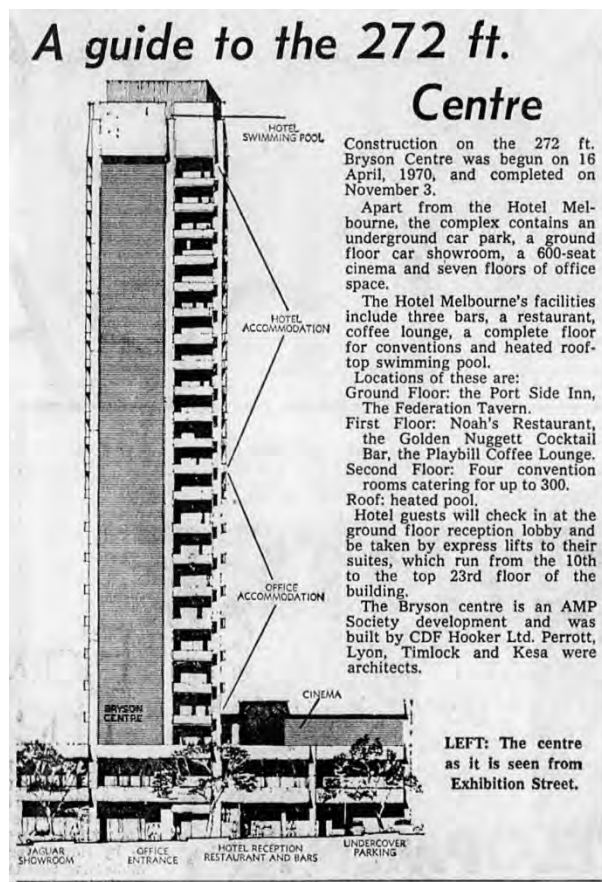 A guide to the 272 ft.
Centre
HOTEL
SWIMMING POOL
HOTEL
ACCOMMODATION
OFFICE
ACCOMMODATION
CINEMA
BRYSON
CENTRE
JAGUAR
SHOWROOM
OFFICE
ENTRANCE
HOTEL RECEPTION
RESTAURANT AND BARS
UNDERCOVER
PARKING
Construction on the 272 ft.
Bryson Centre was begun on 16
April, 1970, and completed on
November 3.
Apart from the Hotel Mel-
bourne, the complex contains an
underground car park, a ground
floor car showroom, a 600-seat
cinema and seven floors of office
space.
The Hotel Melbourne's facilities
include three bars, a restaurant,
coffee lounge, a complete floor
for conventions and heated roof-
top swimming pool.
Locations of these are:
Ground Floor: the Port Side Inn,
The Federation Tavern.
First Floor: Noah's Restaurant,
the Golden Nuggett Cocktail
Bar, the Playbill Coffee Lounge.
Second Floor: Four convention
rooms catering for up to 300.
Roof: heated pool.
Hotel guests will check in at the
ground floor reception lobby and
be taken by express lifts to their
suites, which run from the 10th
to the top 23rd floor of the
building.
The Bryson centre is an AMP
Society development and was
built by CDF Hooker Ltd. Perrott,
Lyon, Timlock and Kesa were
architects.
LEFT: The centre
as it is seen from
Exhibition Street.